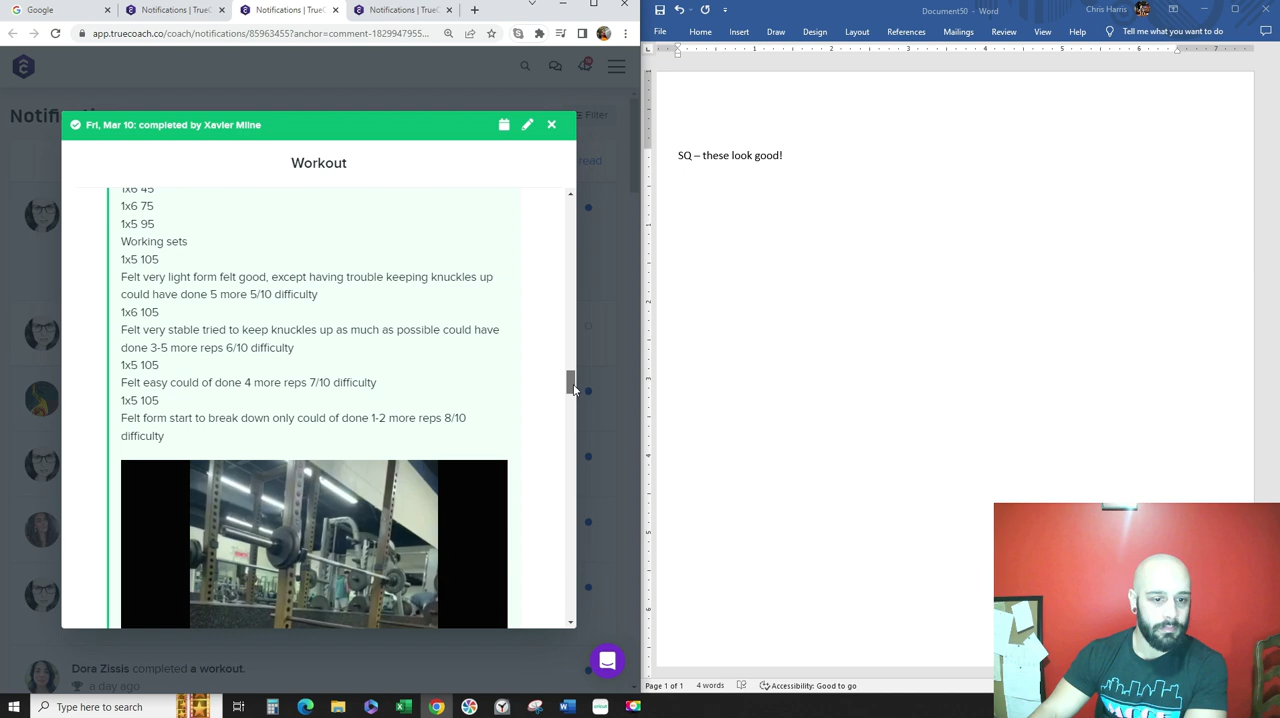 Google
TrueCoach
TrueCoach
TrueCoach
Document50 - Word
Chris Harris
app.truecoach.co/coach/notifications/85963455?anchor=comment-1829947955...
File Home Insert Draw Design Layout References Mailings Review View Help Tell me what you want to do
Filter
Fri, Mar 10: completed by Xavier Milne
Workout
read
SQ – these look good!
1x6 45
1x6 75
1x5 95
Working sets
1x5 105
Felt very light form felt good, except having trouble keeping knuckles up
could have done 5 more 5/10 difficulty
1x6 105
Felt very stable tried to keep knuckles up as much as possible could have
done 3-5 more reps 6/10 difficulty
1x5 105
Felt easy could of done 4 more reps 7/10 difficulty
1x5 105
Felt form start to break down only could of done 1-2 more reps 8/10
difficulty
Dora Zissis completed a workout.
a day ago
Page 1 of 1 4 words Accessibility: Good to go
Type here to search